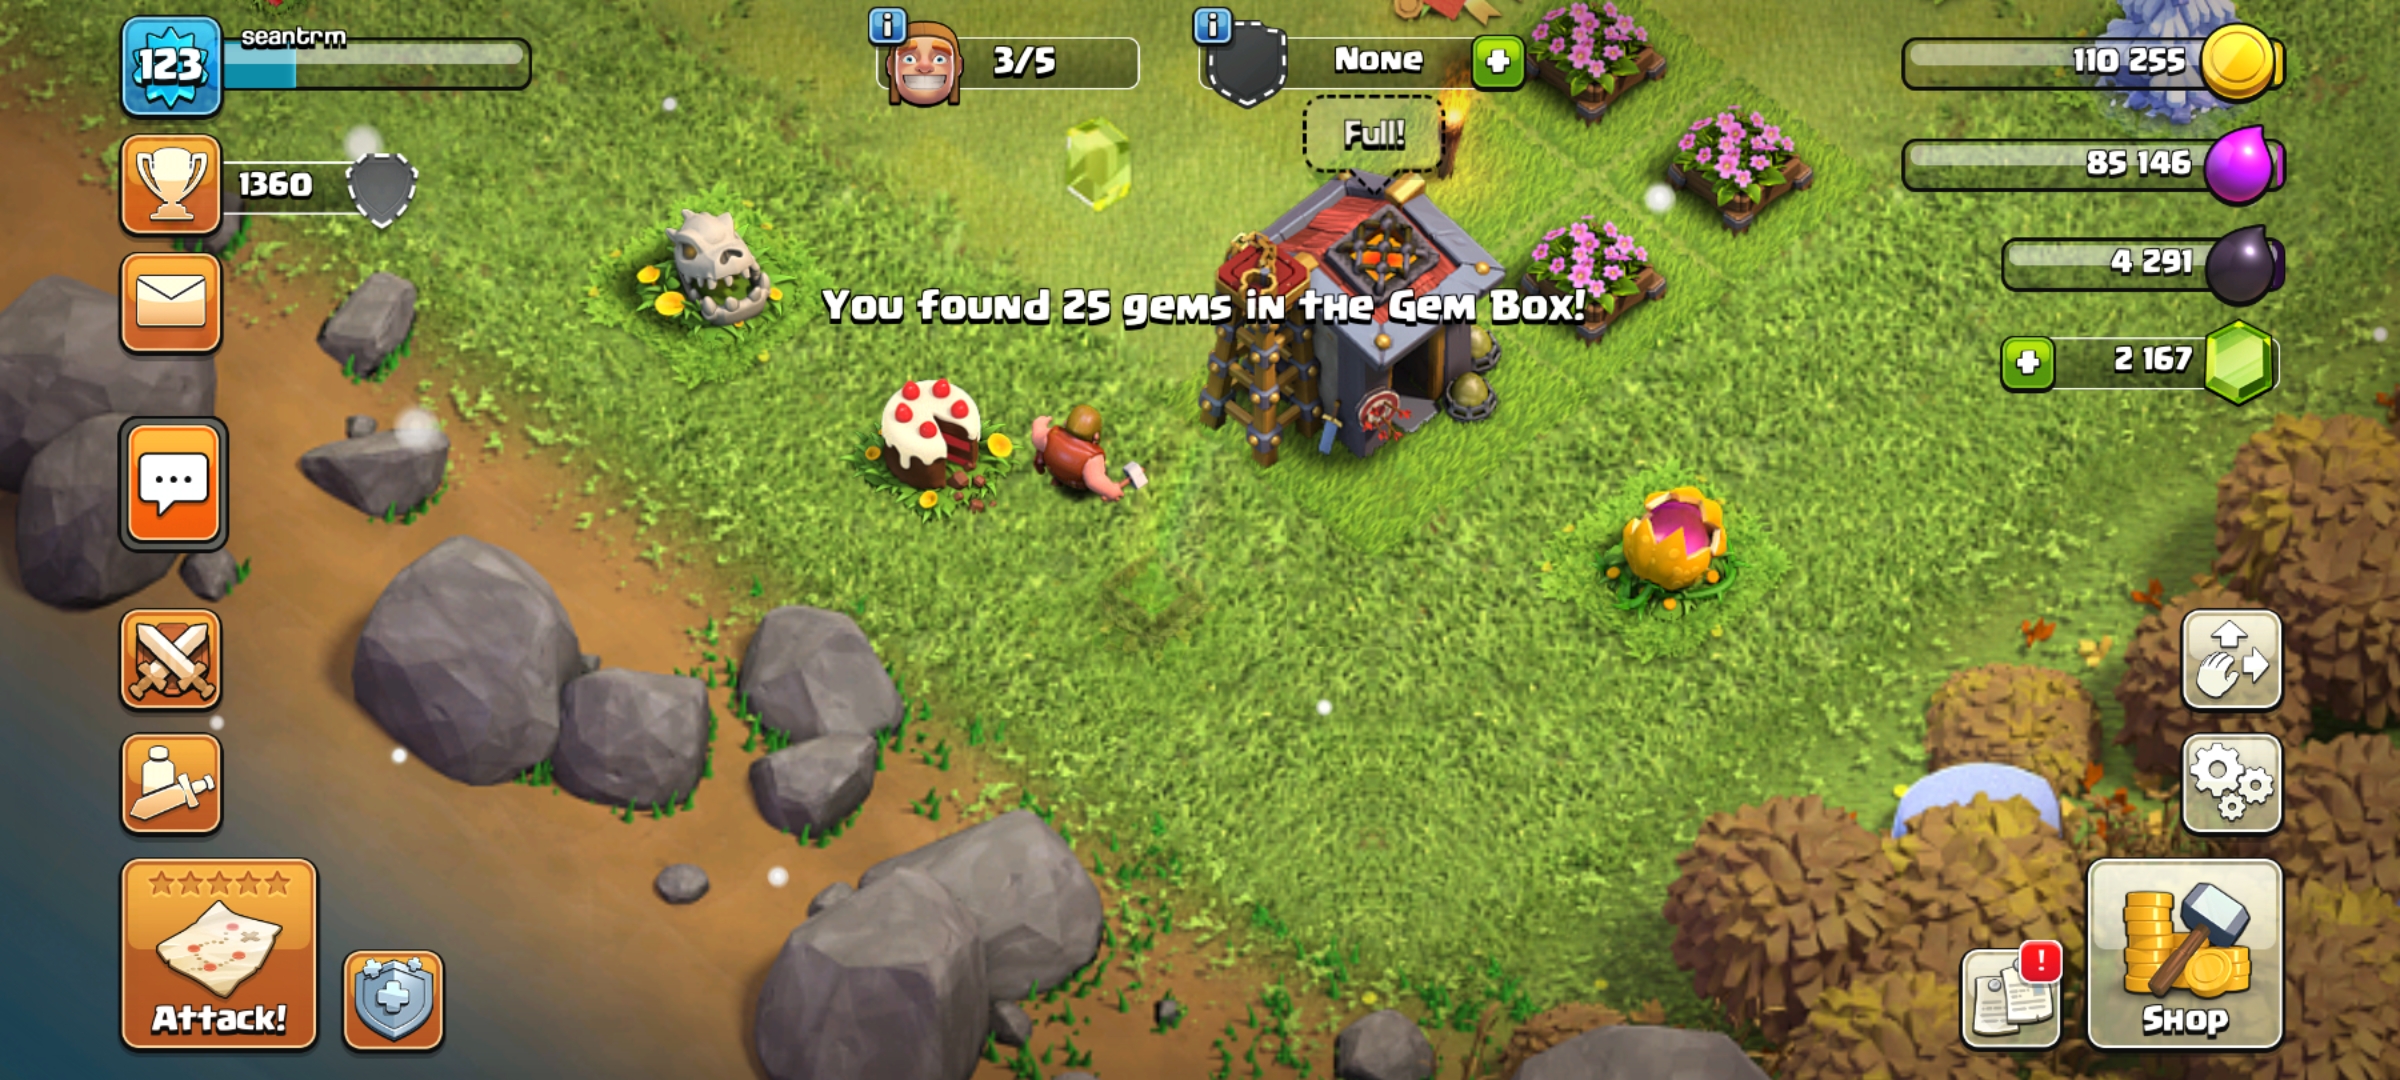 123
seantrm
3/5
None
110 255
Full!
1360
85 146
4 291
You found 25 gems in the Gem Box!
2 167
Attack!
!
Shop